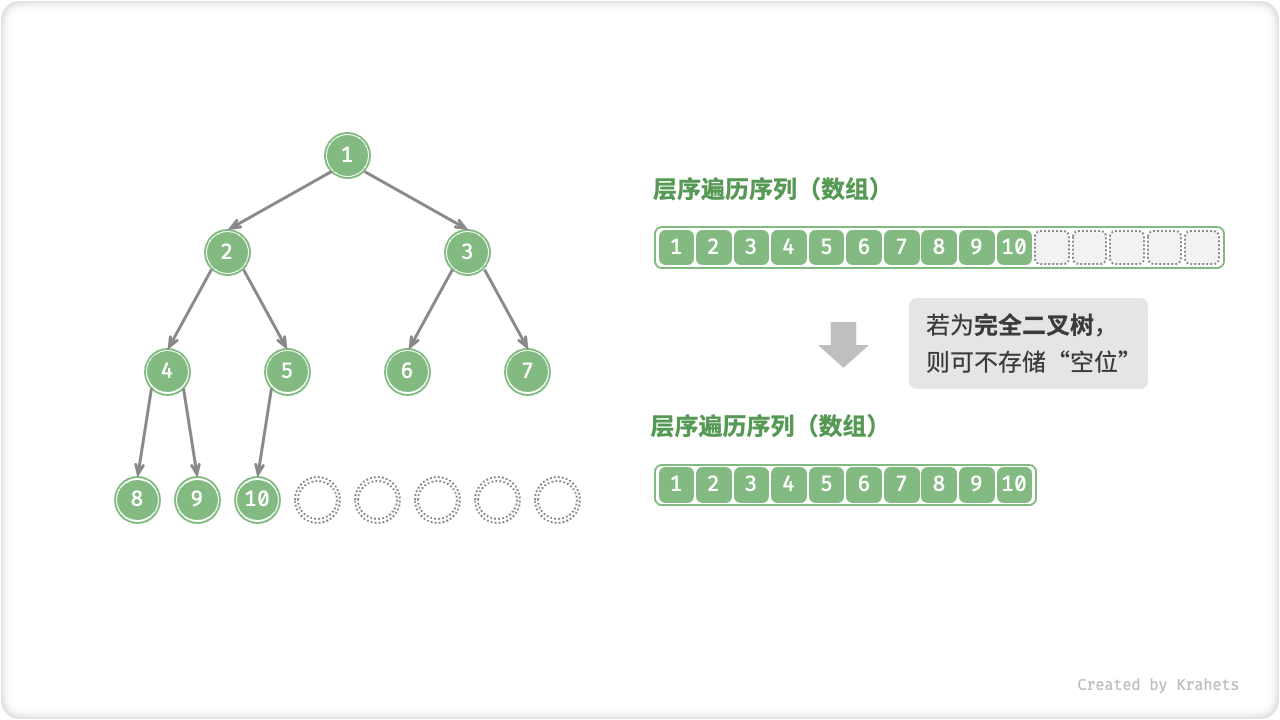 1
2 3
4 5 6 7
8 9 10
层序遍历序列（数组）
1 2 3 4 5 6 7 8 9 10
若为完全二叉树，
则可不存储“空位”
层序遍历序列（数组）
1 2 3 4 5 6 7 8 9 10
Created by Krahets